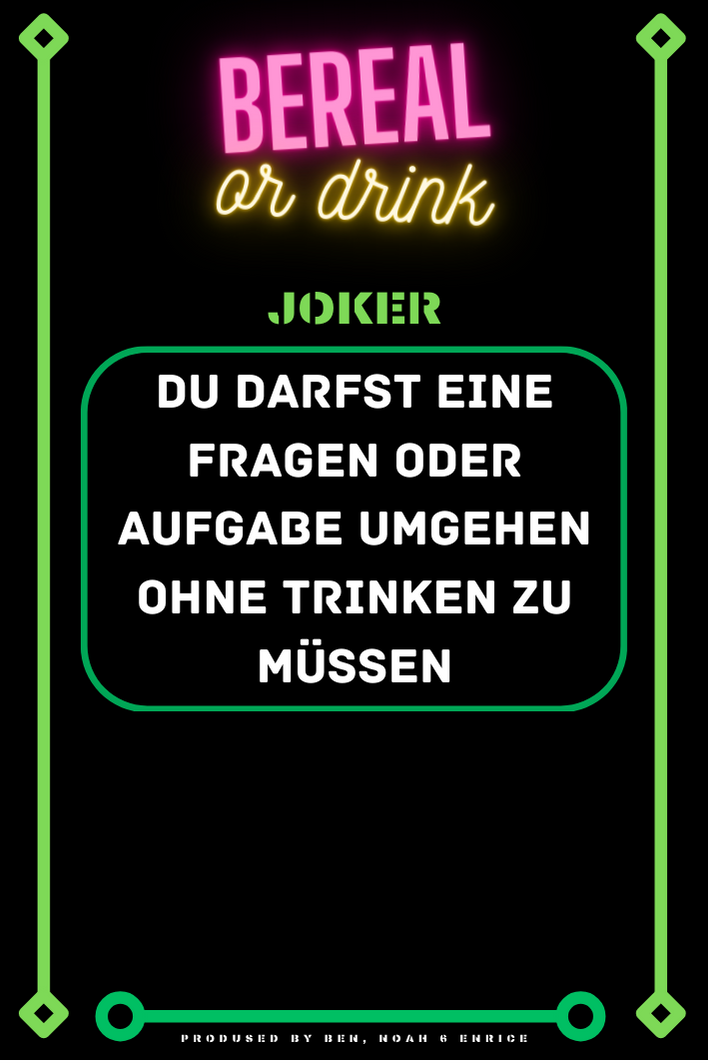 BEREAL
or drink
JOKER
DU DARFST EINE
FRAGEN ODER
AUFGABE UMGEHEN
OHNE TRINKEN ZU
MÜSSEN
PRODUSED BY BEN, NOAH & ENRICE